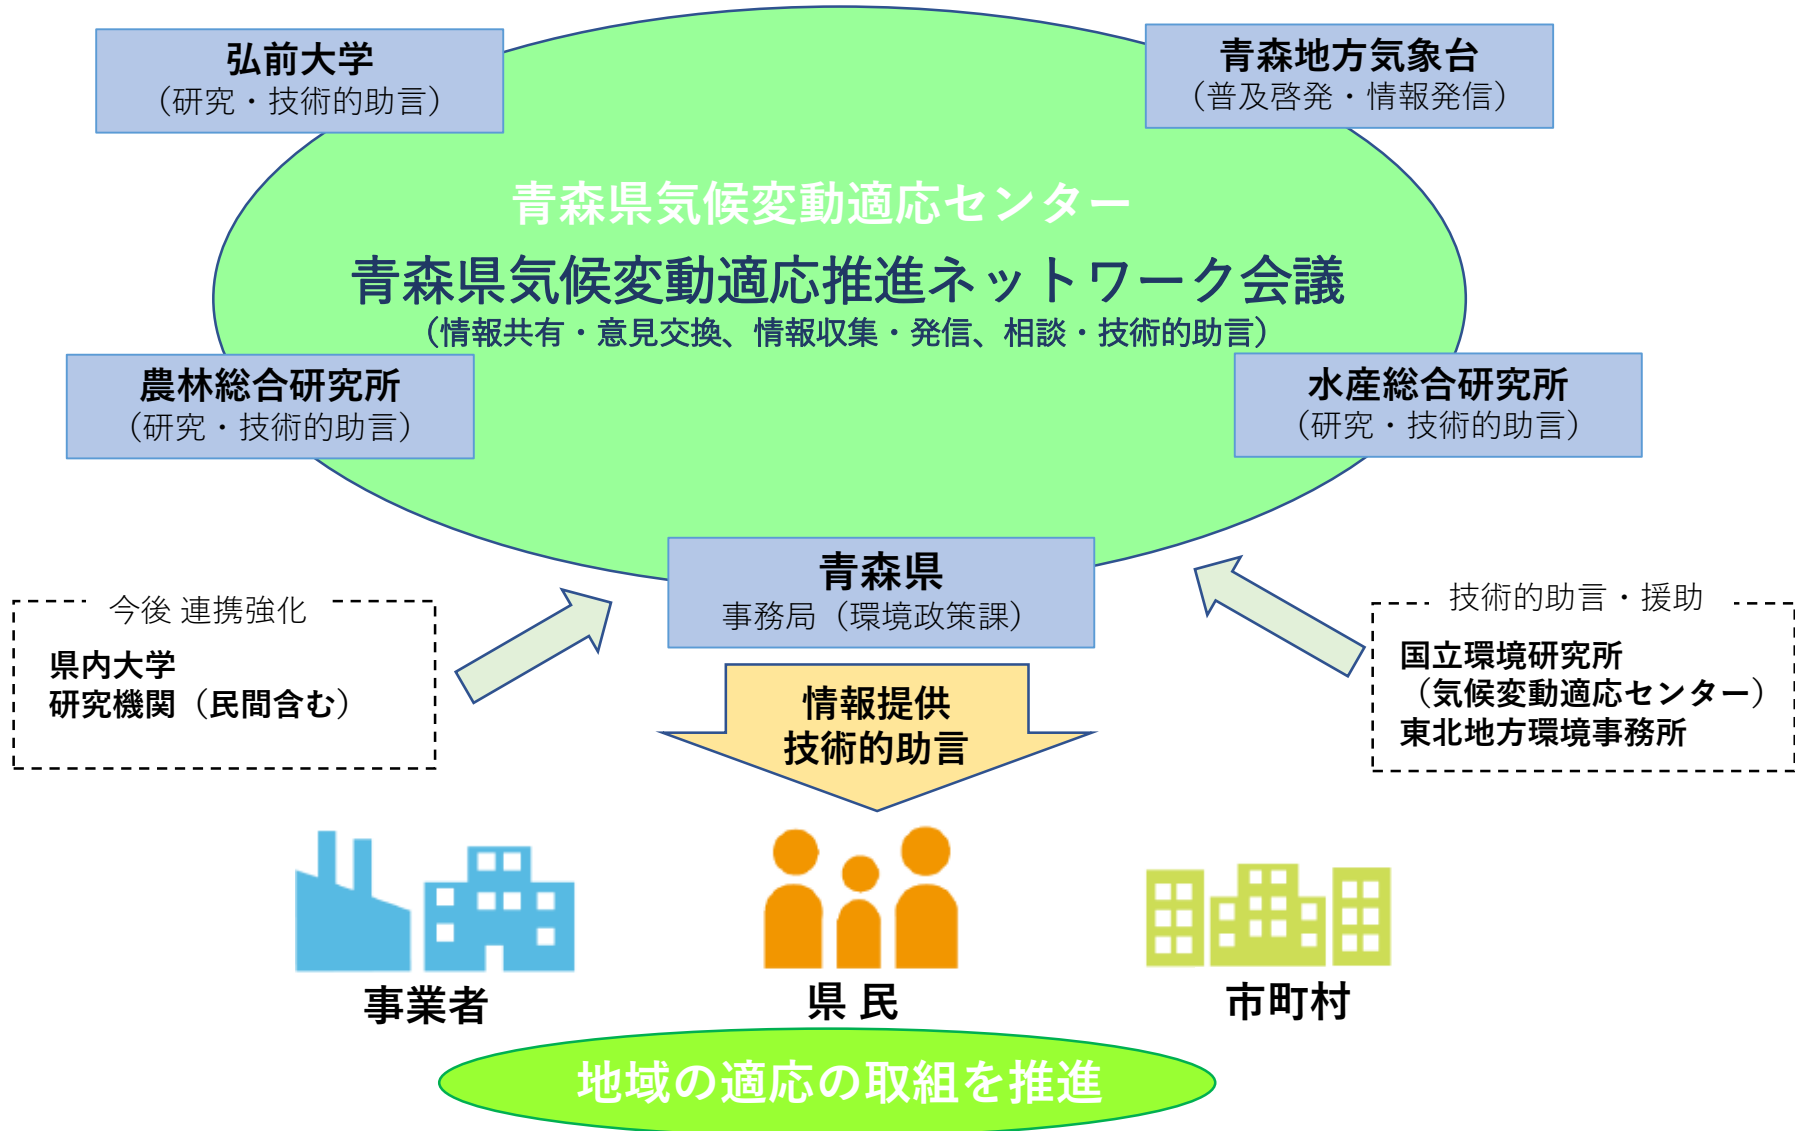 弘前大学
（研究・技術的助言）
青森地方気象台
（普及啓発・情報発信）
青森県気候変動適応センター
青森県気候変動適応推進ネットワーク会議
（情報共有・意見交換、情報収集・発信、相談・技術的助言）
農林総合研究所
（研究・技術的助言）
水産総合研究所
（研究・技術的助言）
青森県
事務局（環境政策課）
今後 連携強化
県内大学
研究機関（民間含む）
技術的助言・援助
国立環境研究所
（気候変動適応センター）
東北地方環境事務所
情報提供
技術的助言
事業者
県 民
市町村
地域の適応の取組を推進